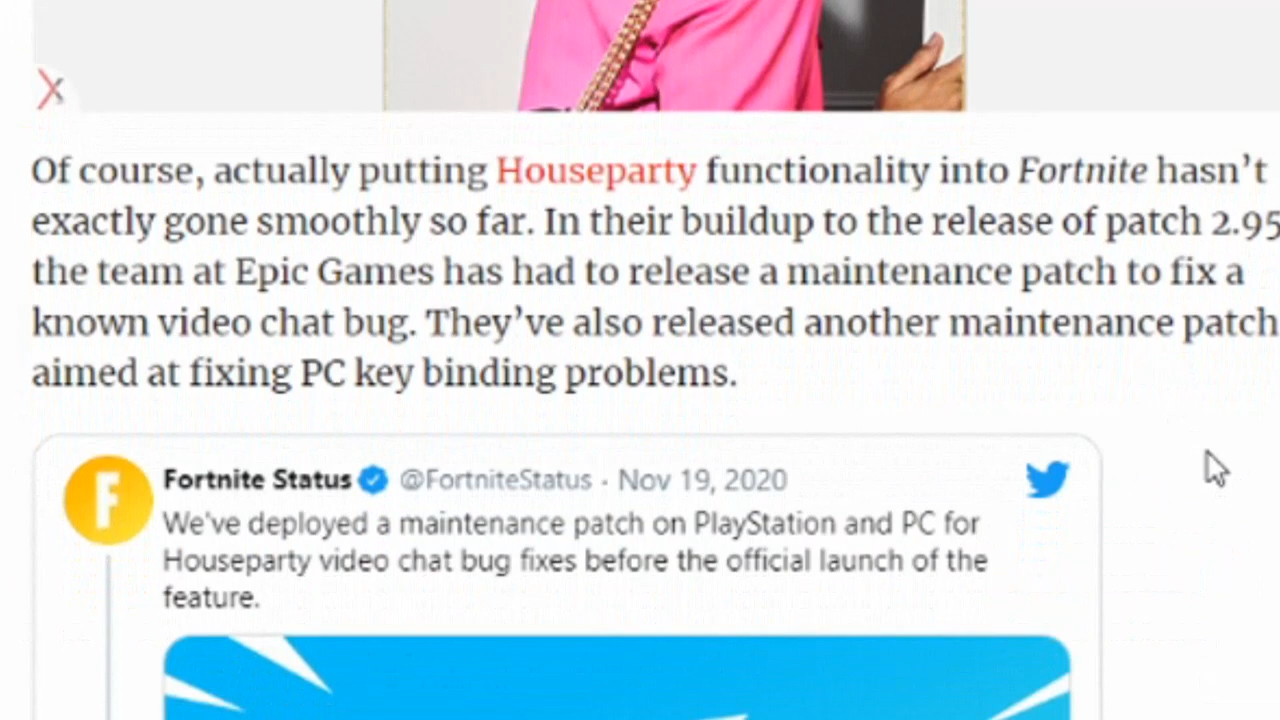 Of course, actually putting Houseparty functionality into Fortnite hasn’t
exactly gone smoothly so far. In their buildup to the release of patch 2.95
the team at Epic Games has had to release a maintenance patch to fix a
known video chat bug. They’ve also released another maintenance patch
aimed at fixing PC key binding problems.
Fortnite Status @FortniteStatus · Nov 19, 2020
We've deployed a maintenance patch on PlayStation and PC for
Houseparty video chat bug fixes before the official launch of the
feature.